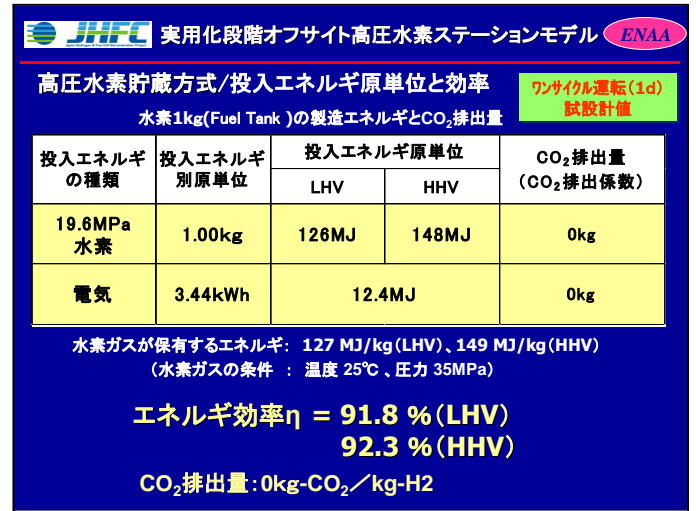 JHFC
実用化段階オフサイト高圧水素ステーションモデル
ENAA
高圧水素貯蔵方式/投入エネルギ原単位と効率
ワンサイクル運転(1d)
試設計値
水素1kg(Fuel Tank )の製造エネルギとCO₂排出量
投入エネルギの種類
投入エネルギ別原単位
投入エネルギ原単位
LHV HHV
CO₂排出量
(CO₂排出係数)
19.6MPa水素 1.00kg 126MJ 148MJ 0kg
電気 3.44kWh 12.4MJ 0kg
水素ガスが保有するエネルギ: 127 MJ/kg(LHV)、149 MJ/kg(HHV)
(水素ガスの条件 : 温度 25℃ 、圧力 35MPa)
エネルギ効率η = 91.8 %(LHV)
92.3 %(HHV)
CO₂排出量:0kg-CO₂/kg-H2